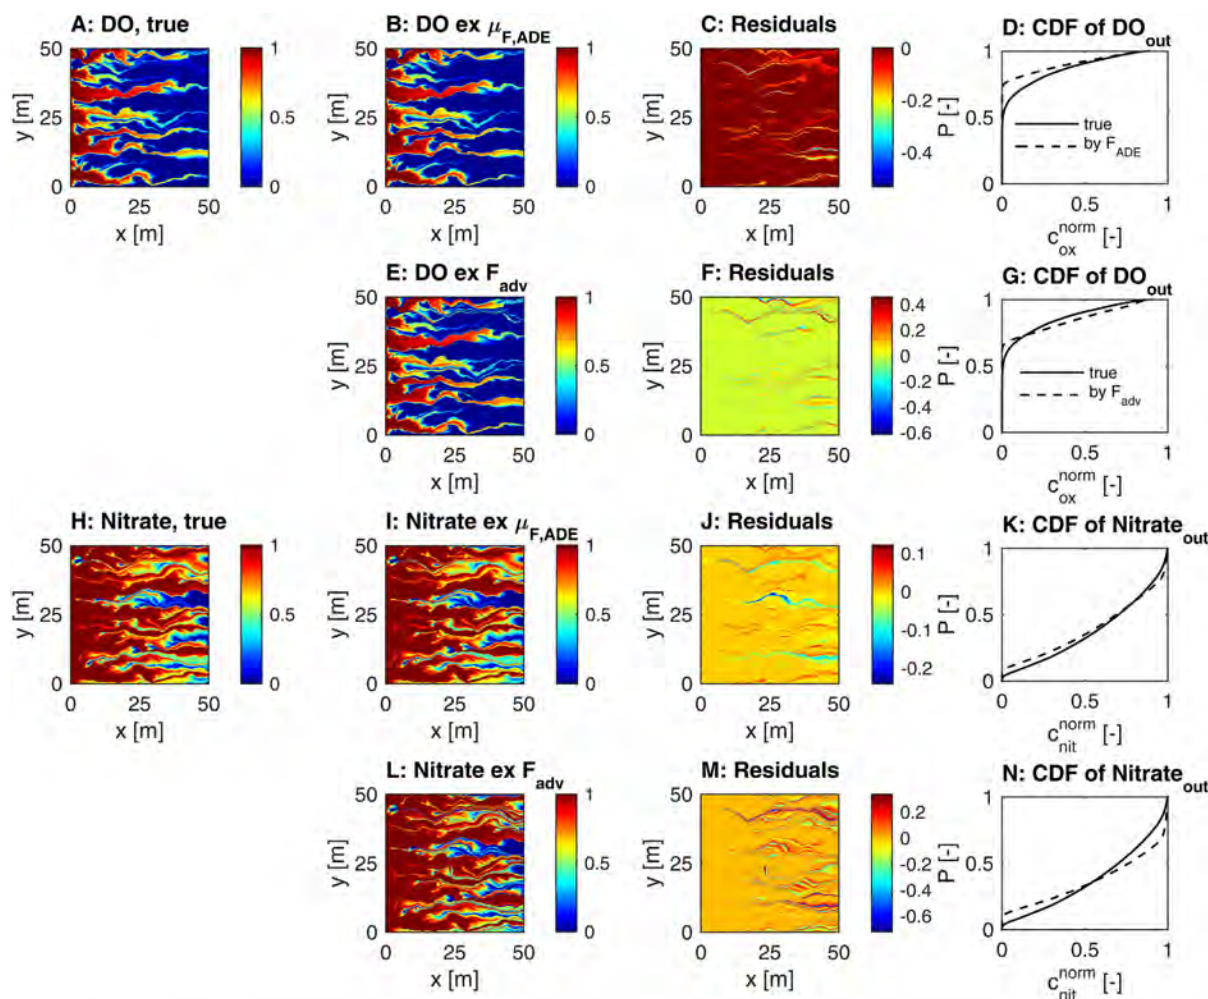 A: DO, true
B: DO ex μF,ADE
C: Residuals
D: CDF of DOout
50
25
0
y [m]
0 25 50
x [m]
1
0.5
0
50
25
0
y [m]
0 25 50
x [m]
1
0.5
0
50
25
0
y [m]
0 25 50
x [m]
0
-0.2
-0.4
P [-]
1
0.5
0
true
by FADE
0 0.5 1
coxnorm [-]
E: DO ex Fadv
F: Residuals
G: CDF of DOout
50
25
0
y [m]
0 25 50
x [m]
1
0.5
0
50
25
0
y [m]
0 25 50
x [m]
0.4
0.2
0
-0.2
-0.4
-0.6
P [-]
1
0.5
0
true
by Fadv
0 0.5 1
coxnorm [-]
H: Nitrate, true
I: Nitrate ex μF,ADE
J: Residuals
K: CDF of Nitrateout
50
25
0
y [m]
0 25 50
x [m]
1
0.5
0
50
25
0
y [m]
0 25 50
x [m]
1
0.5
0
50
25
0
y [m]
0 25 50
x [m]
0.1
0
-0.1
-0.2
P [-]
1
0.5
0
0 0.5 1
cnitnorm [-]
L: Nitrate ex Fadv
M: Residuals
N: CDF of Nitrateout
50
25
0
y [m]
0 25 50
x [m]
1
0.5
0
50
25
0
y [m]
0 25 50
x [m]
0.2
0
-0.2
-0.4
-0.6
P [-]
1
0.5
0
0 0.5 1
cnitnorm [-]